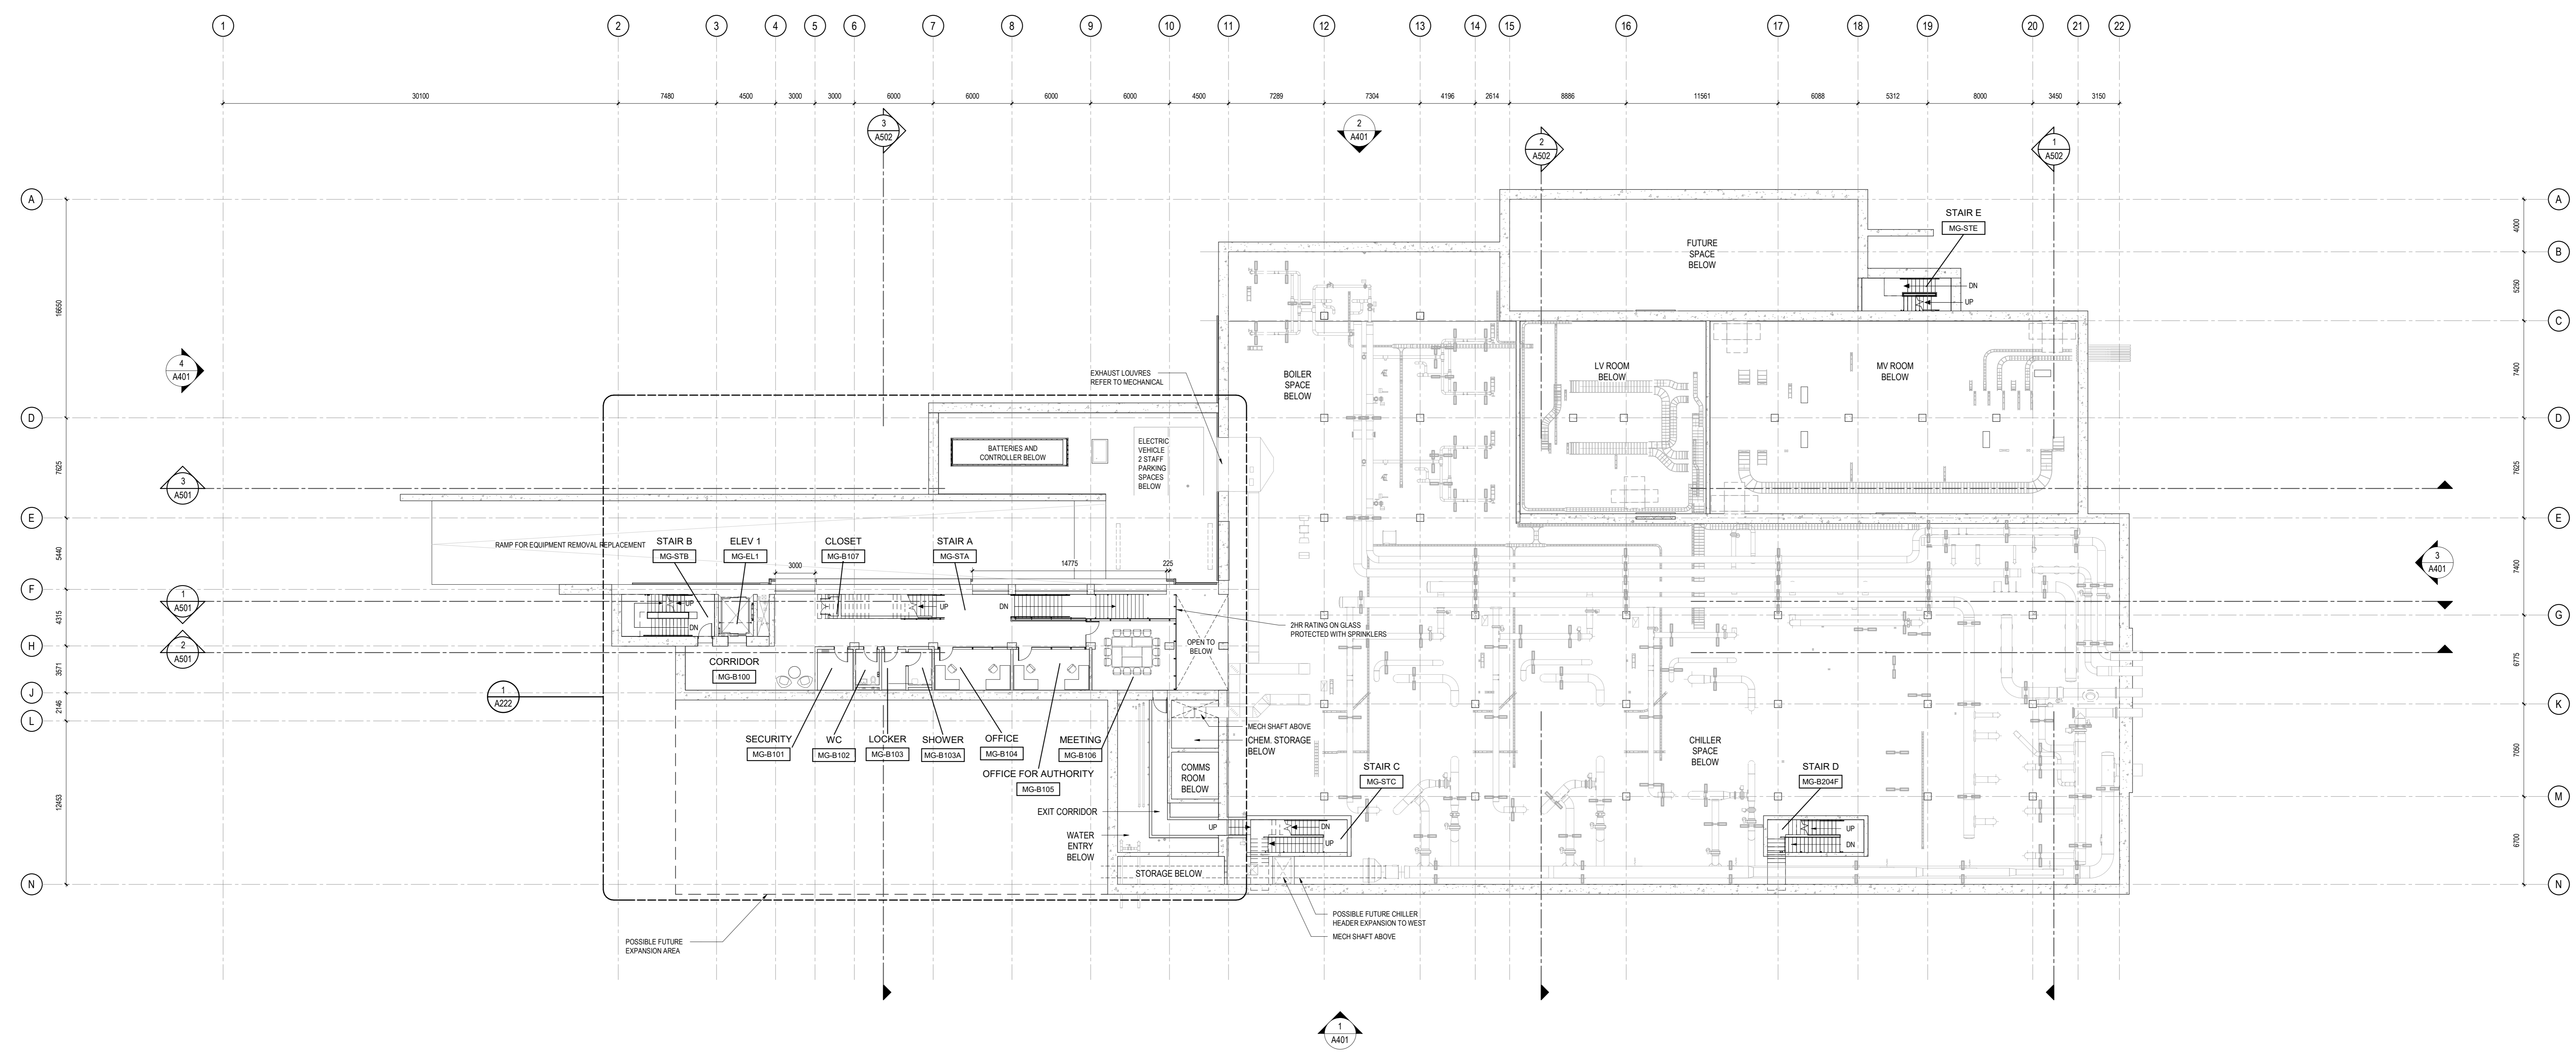 1 2 3 4 5 6 7 8 9 10 11 12 13 14 15 16 17 18 19 20 21 22
30100 7480 4500 3000 3000 6000 6000 6000 6000 4500 7289 7304 4196 2614 8886 11561 6088 5312 8000 3450 3150
3
A502
2
A401
2
A502
1
A502
A
A
STAIR E
MG-STE
4000
B
FUTURE
SPACE
BELOW
DN
UP
16650
5250
C
4
A401
EXHAUST LOUVRES
REFER TO MECHANICAL
BOILER
SPACE
BELOW
LV ROOM
BELOW
MV ROOM
BELOW
7400
D
D
BATTERIES AND
CONTROLLER BELOW
ELECTRIC
VEHICLE
2 STAFF
PARKING
SPACES
BELOW
7625
7625
3
A501
E
E
RAMP FOR EQUIPMENT REMOVAL REPLACEMENT
STAIR B
MG-STB
ELEV 1
MG-EL1
CLOSET
MG-B107
STAIR A
MG-STA
5440
3000
14775
225
7400
3
A401
F
1
A501
UP
DN
UP
DN
4315
G
2HR RATING ON GLASS
PROTECTED WITH SPRINKLERS
OPEN TO
BELOW
H
2
A501
CORRIDOR
MG-B100
3571
6775
J
1
A222
K
2146
L
MECH SHAFT ABOVE
CHEM. STORAGE
BELOW
SECURITY
MG-B101
WC
MG-B102
LOCKER
MG-B103
SHOWER
MG-B103A
OFFICE
MG-B104
MEETING
MG-B106
OFFICE FOR AUTHORITY
MG-B105
COMMS
ROOM
BELOW
CHILLER
SPACE
BELOW
STAIR C
MG-STC
STAIR D
MG-B204F
7050
12453
M
EXIT CORRIDOR
WATER
ENTRY
BELOW
UP
DN
UP
UP
DN
6700
STORAGE BELOW
N
N
POSSIBLE FUTURE CHILLER
HEADER EXPANSION TO WEST
MECH SHAFT ABOVE
POSSIBLE FUTURE
EXPANSION AREA
1
A401